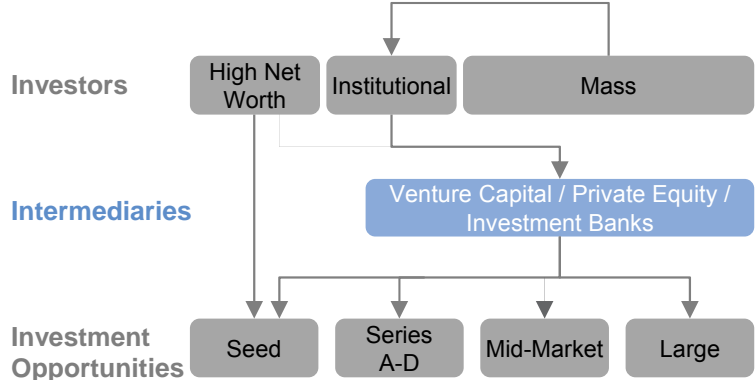 Investors
High Net
Worth
Institutional
Mass
Intermediaries
Venture Capital / Private Equity /
Investment Banks
Investment
Opportunities
Seed
Series
A-D
Mid-Market
Large